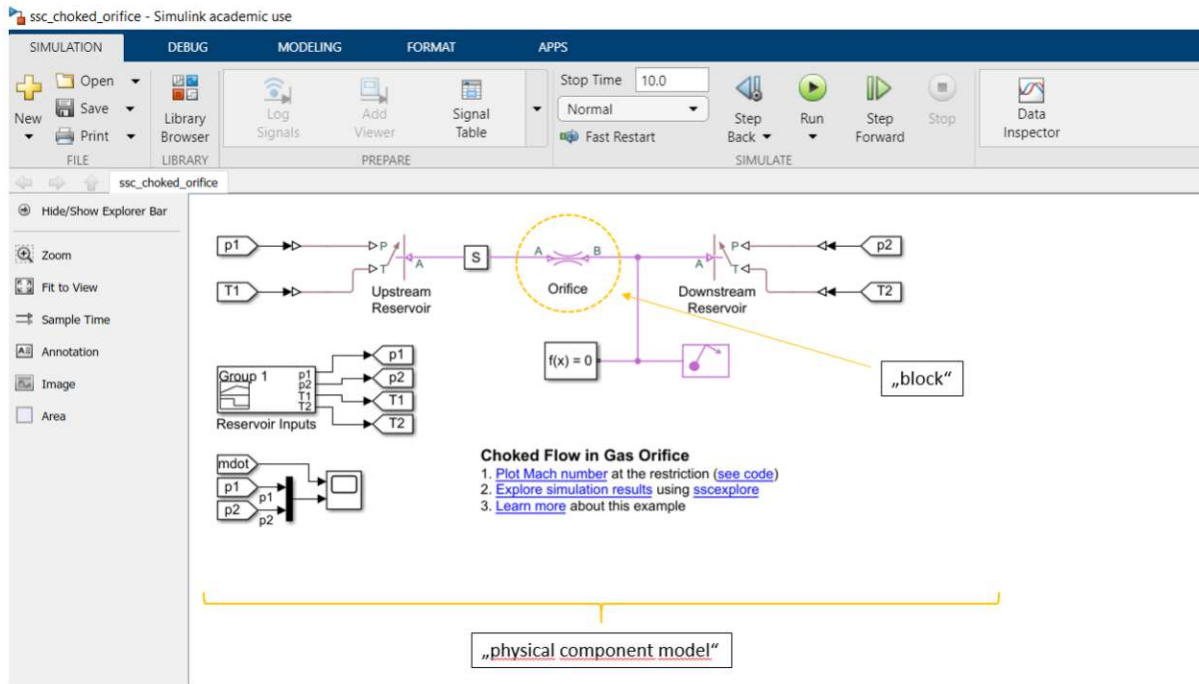 ssc_choked_orifice - Simulink academic use
SIMULATION DEBUG MODELING FORMAT APPS
New
Open
Save
Print
FILE
Library
Browser
LIBRARY
Log
Signals
Add
Viewer
Signal
Table
PREPARE
Stop Time 10.0
Normal
Fast Restart
Step
Back
Run
Step
Forward
Stop
SIMULATE
Data
Inspector
ssc_choked_orifice
Hide/Show Explorer Bar
Zoom
Fit to View
Sample Time
Annotation
Image
Area
p1
T1
P
T
A
Upstream
Reservoir
S
A B
Orifice
P
T
A
Downstream
Reservoir
p2
T2
f(x) = 0
„block“
Group 1
p1
p2
T1
T2
Reservoir Inputs
p1
p2
T1
T2
mdot
p1
p2
p1
p2
Choked Flow in Gas Orifice
1. Plot Mach number at the restriction (see code)
2. Explore simulation results using sscexplore
3. Learn more about this example
„physical component model“